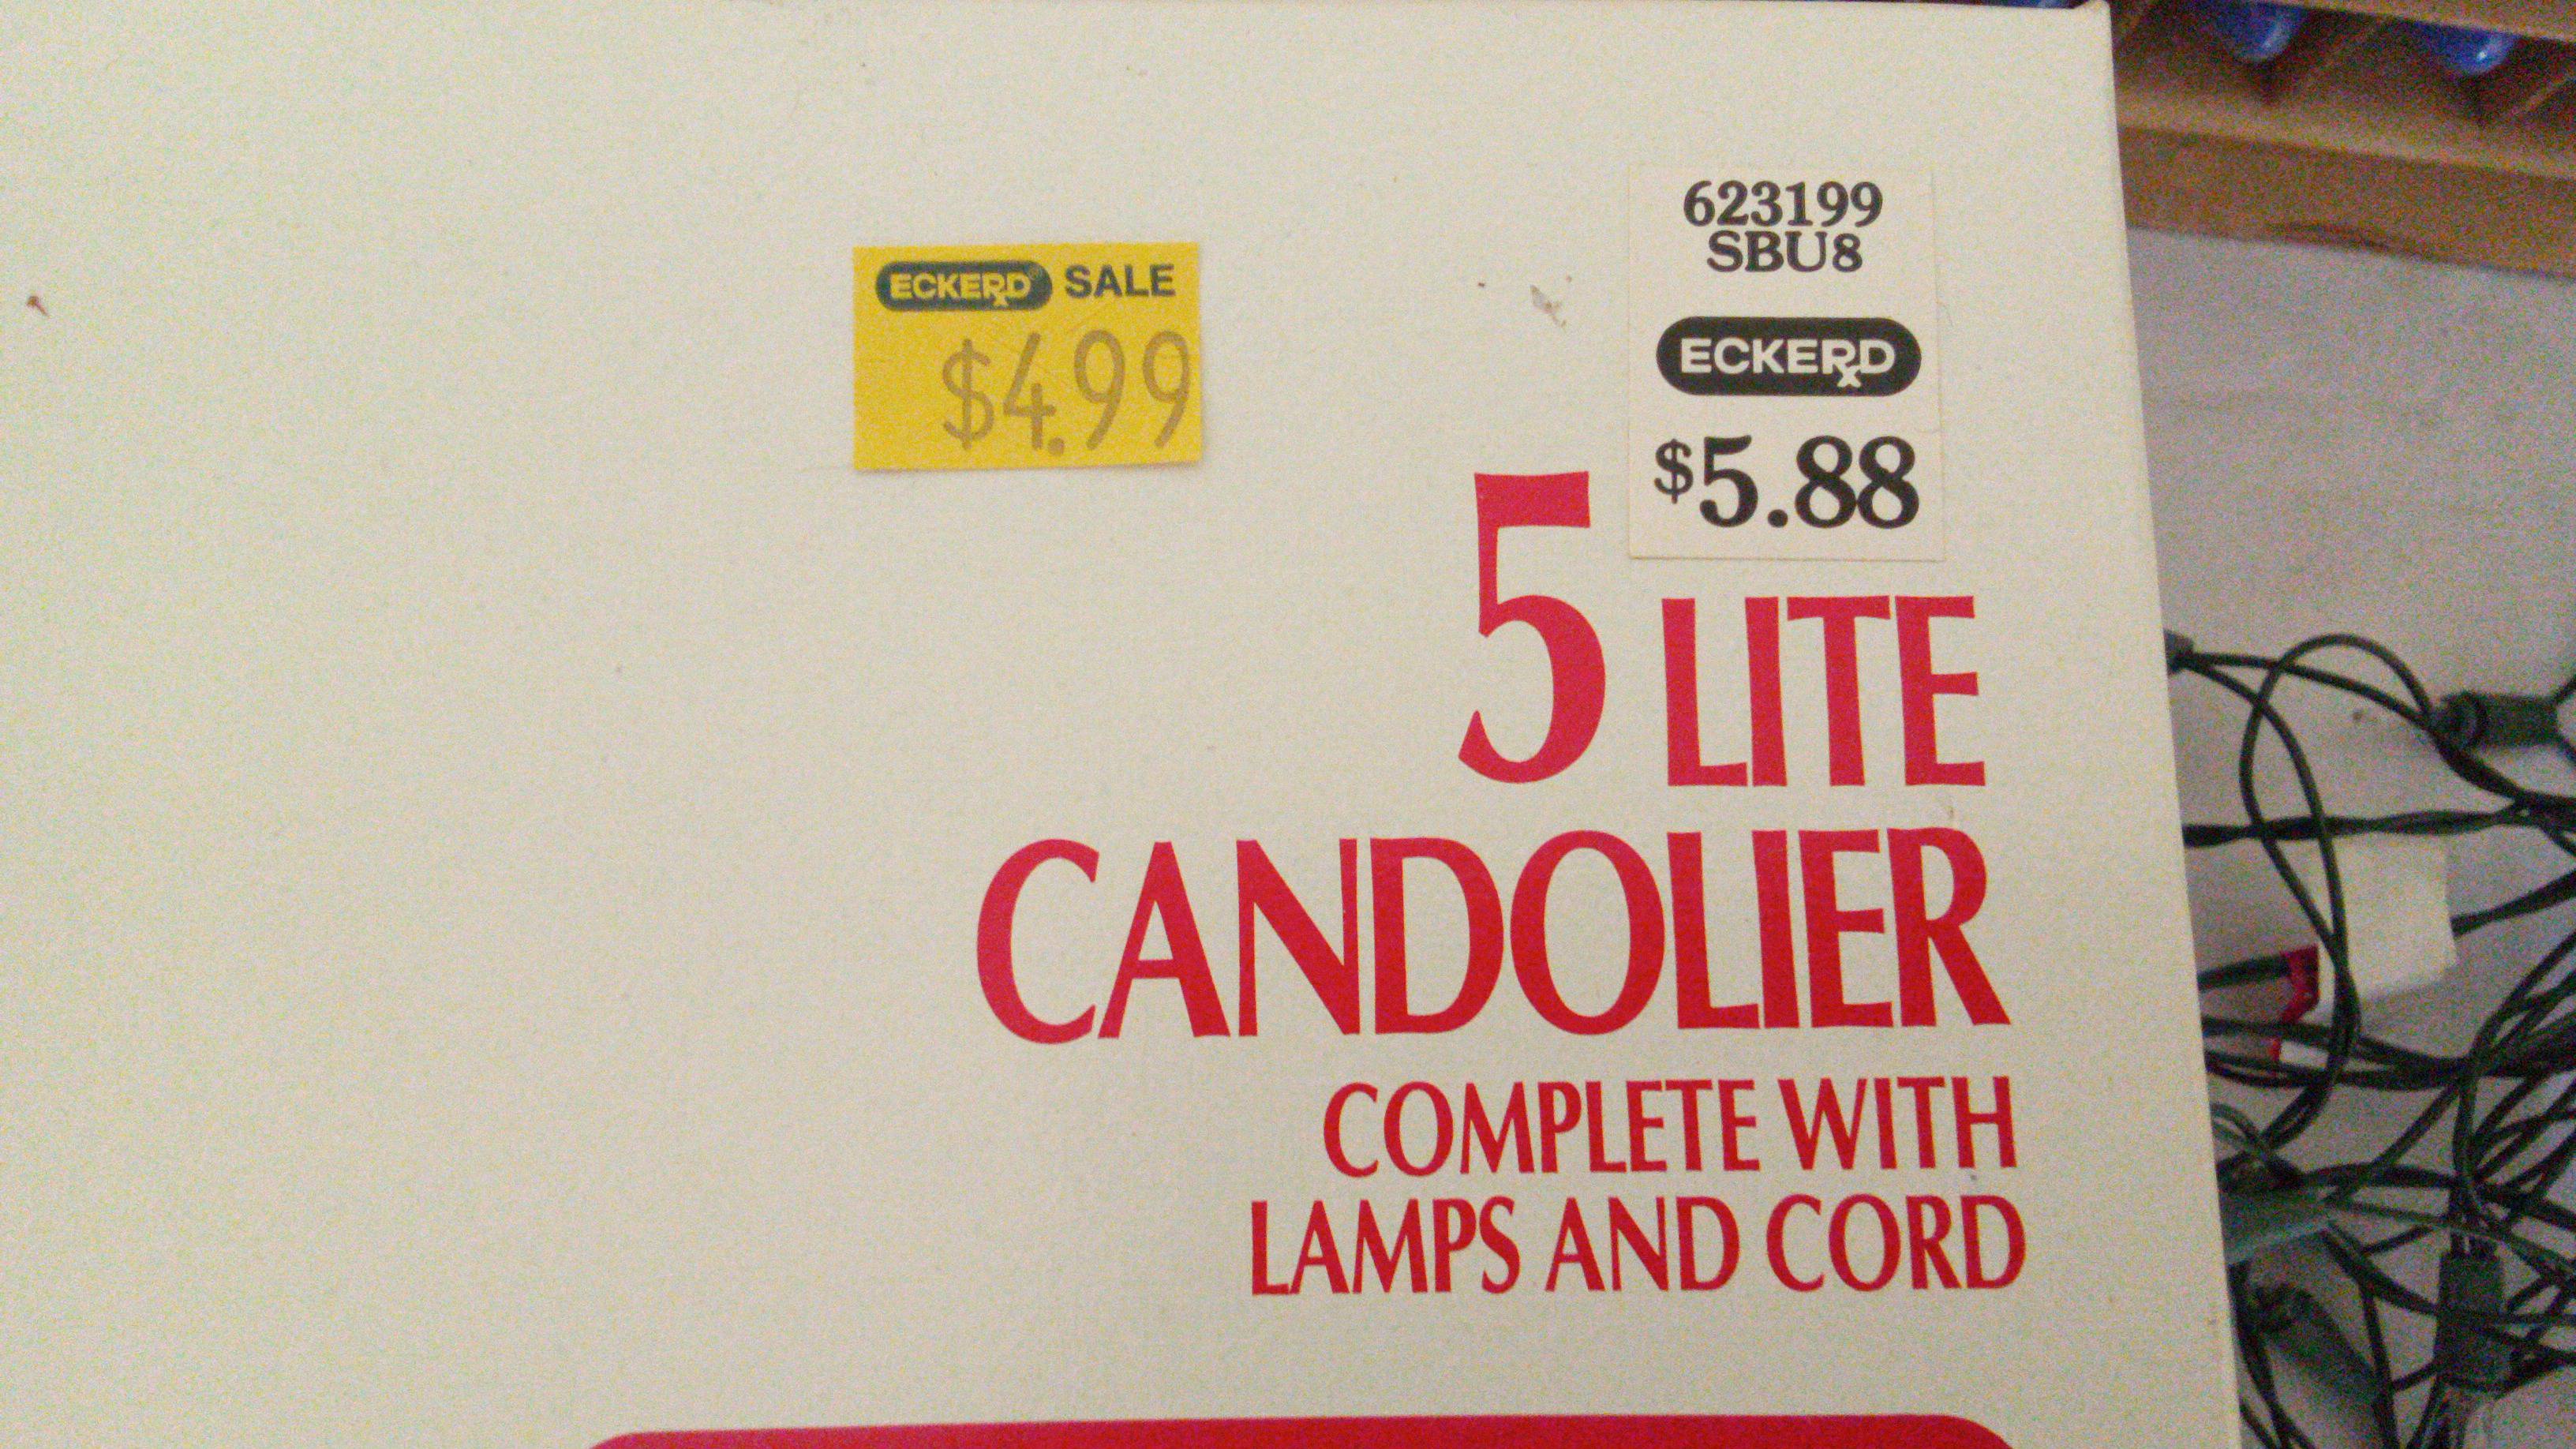 ECKERD® SALE
$4.99
623199
SBU8
ECKERD
$5.88
5 LITE
CANDOLIER
COMPLETE WITH
LAMPS AND CORD